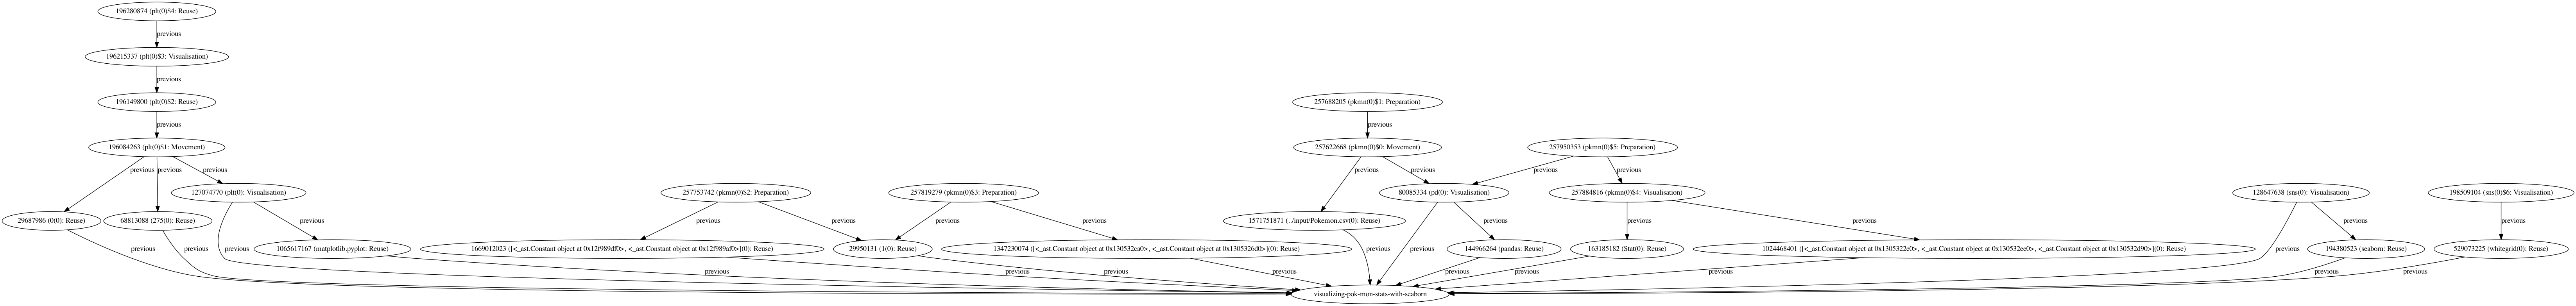 196280874 (plt(0)$4: Reuse)
previous
196215337 (plt(0)$3: Visualisation)
previous
196149800 (plt(0)$2: Reuse)
257688205 (pkmn(0)$1: Preparation)
previous
previous
196084263 (plt(0)$1: Movement)
257622668 (pkmn(0)$0: Movement)
257950353 (pkmn(0)$5: Preparation)
previous
previous
previous
previous
previous
previous
previous
127074770 (plt(0): Visualisation)
257753742 (pkmn(0)$2: Preparation)
257819279 (pkmn(0)$3: Preparation)
80085334 (pd(0): Visualisation)
257884816 (pkmn(0)$4: Visualisation)
128647638 (sns(0): Visualisation)
198509104 (sns(0)$6: Visualisation)
29687986 (0(0): Reuse)
68813088 (275(0): Reuse)
previous
previous
previous
previous
previous
1571751871 (../input/Pokemon.csv(0): Reuse)
previous
previous
previous
previous
previous
previous
previous
previous
previous
1065617167 (matplotlib.pyplot: Reuse)
1669012023 ([<_ast.Constant object at 0x12f989df0>, <_ast.Constant object at 0x12f989af0>](0): Reuse)
29950131 (1(0): Reuse)
1347230074 ([<_ast.Constant object at 0x130532ca0>, <_ast.Constant object at 0x1305326d0>](0): Reuse)
previous
previous
144966264 (pandas: Reuse)
163185182 (Stat(0): Reuse)
1024468401 ([<_ast.Constant object at 0x1305322e0>, <_ast.Constant object at 0x130532ee0>, <_ast.Constant object at 0x130532d90>](0): Reuse)
previous
194380523 (seaborn: Reuse)
529073225 (whitegrid(0): Reuse)
previous
previous
previous
previous
previous
previous
previous
previous
previous
visualizing-pok-mon-stats-with-seaborn